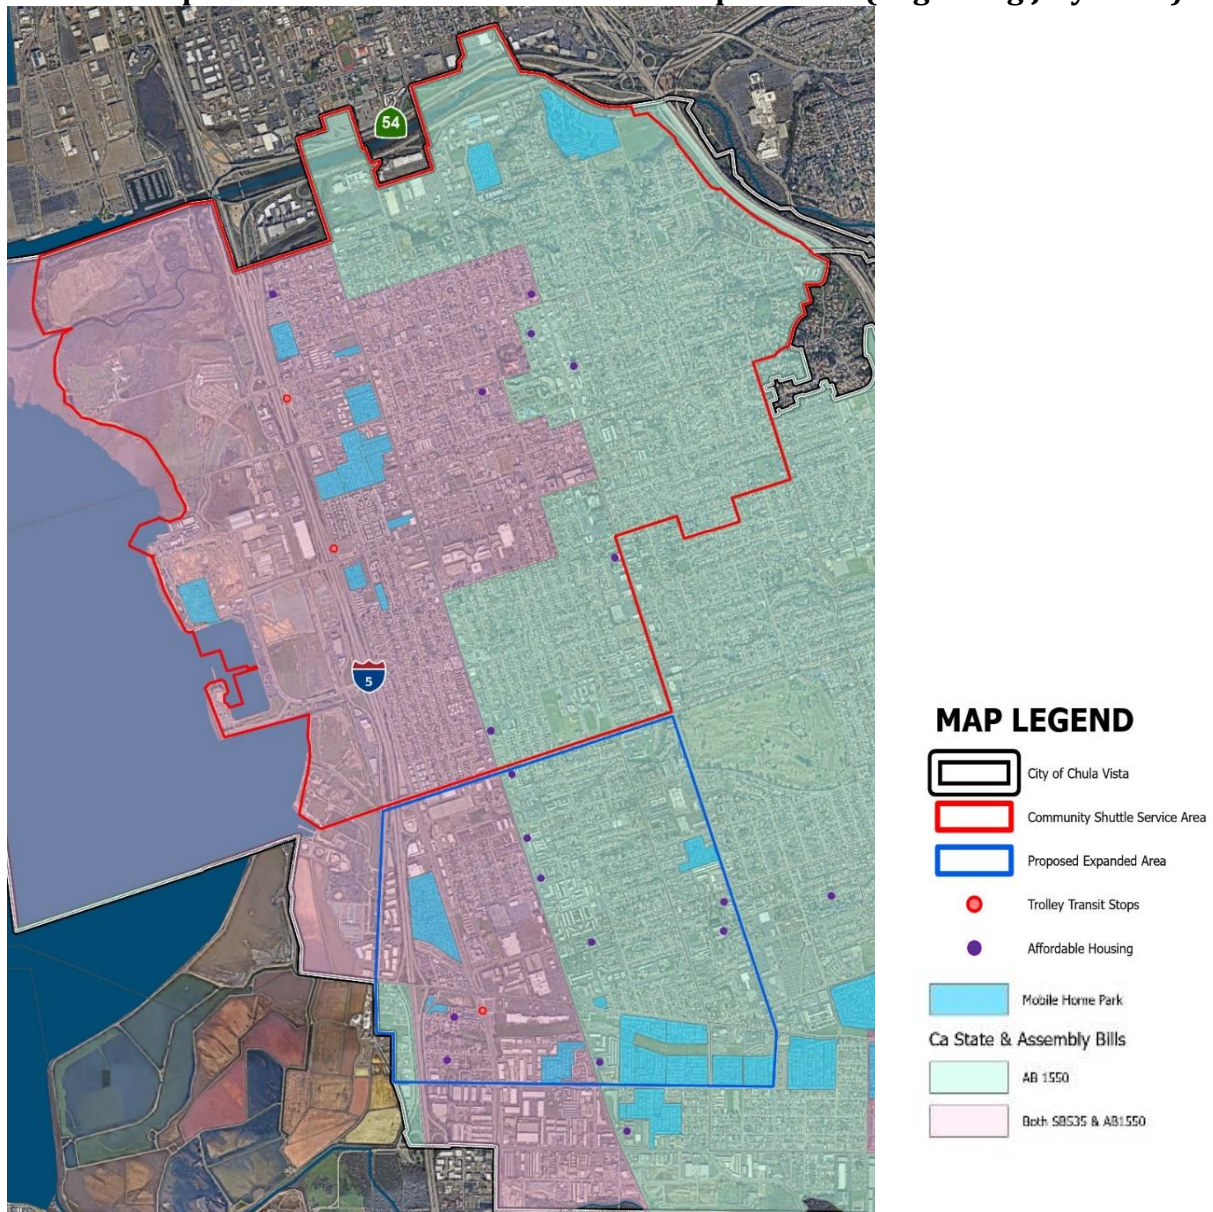 54
5
MAP LEGEND
City of Chula Vista
Community Shuttle Service Area
Proposed Expanded Area
Trolley Transit Stops
Affordable Housing
Mobile Home Park
Ca State & Assembly Bills
AB 1550
Both SB535 & AB1550